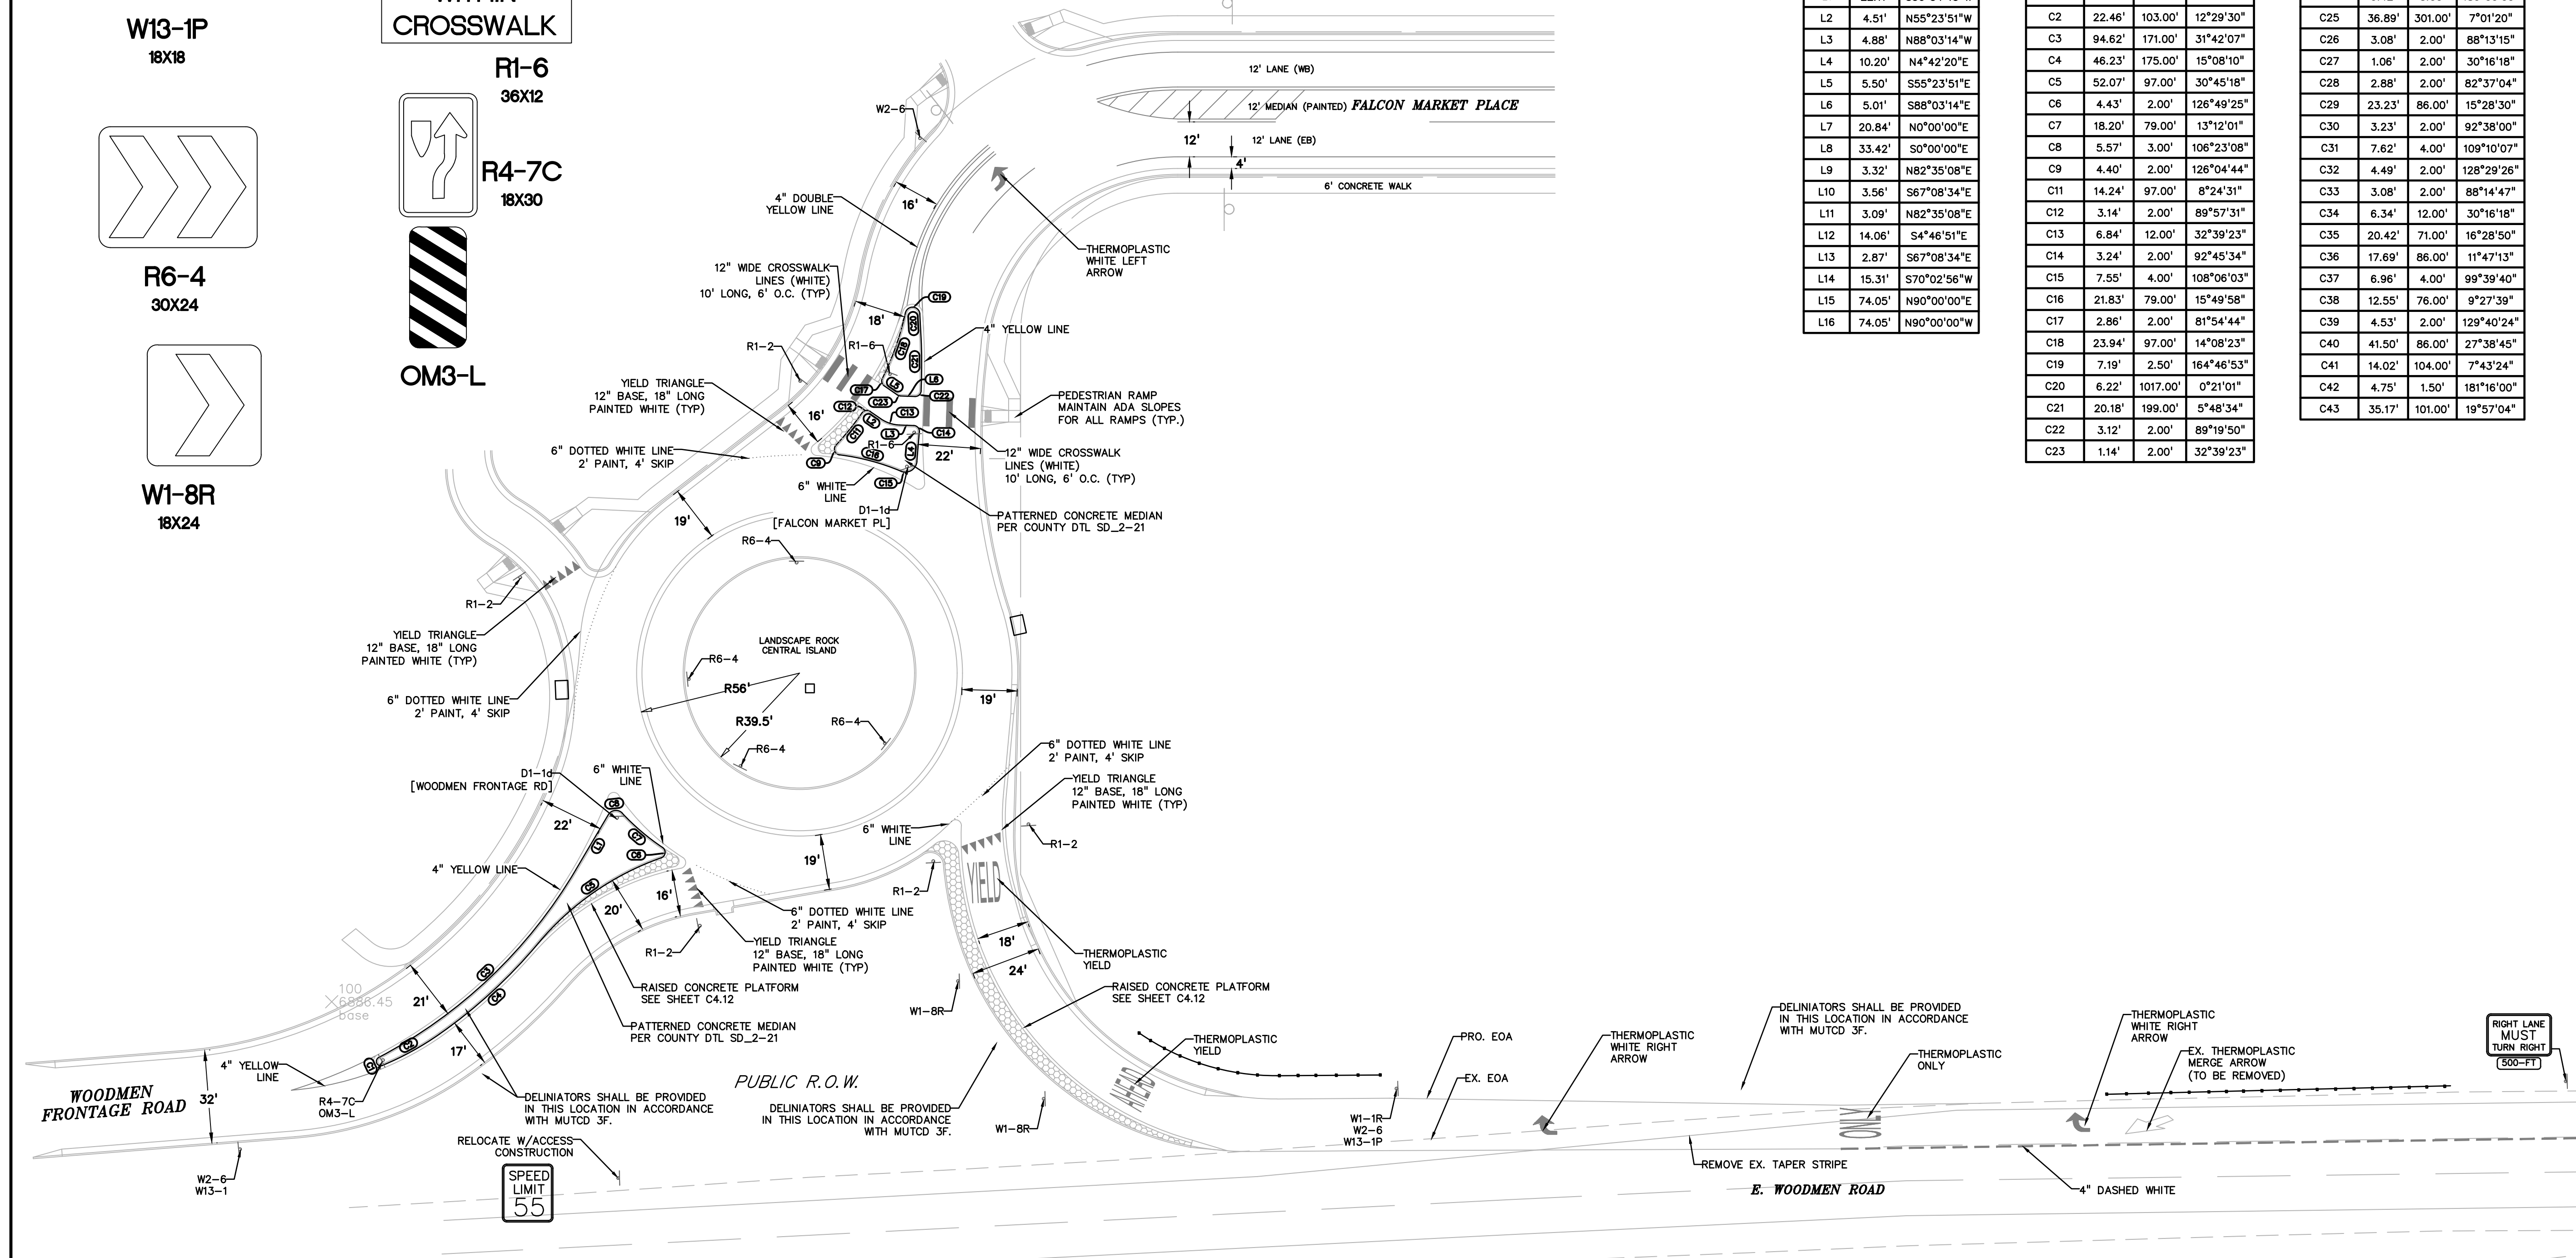 W13-1P
18X18
CROSSWALK
R1-6
36X12
R4-7C
18X30
R6-4
30X24
OM3-L
W1-8R
18X24
W2-6
12' LANE (WB)
12' MEDIAN (PAINTED) FALCON MARKET PLACE
12'
12' LANE (EB)
4'
6' CONCRETE WALK
16'
4" DOUBLE
YELLOW LINE
THERMOPLASTIC
WHITE LEFT
ARROW
12" WIDE CROSSWALK
LINES (WHITE)
10' LONG, 6' O.C. (TYP)
C19
18'
C20
4" YELLOW LINE
R1-2
R1-6
C18
C21
YIELD TRIANGLE
12" BASE, 18" LONG
PAINTED WHITE (TYP)
C17
L5
L6
C22
C23
C12
C13
16'
L2
C11
L3
C14
R1-6
C16
L4
22'
C9
C15
PEDESTRIAN RAMP
MAINTAIN ADA SLOPES
FOR ALL RAMPS (TYP.)
6" DOTTED WHITE LINE
2' PAINT, 4' SKIP
12" WIDE CROSSWALK
LINES (WHITE)
10' LONG, 6' O.C. (TYP)
6" WHITE
LINE
D1-1d
[FALCON MARKET PL]
PATTERNED CONCRETE MEDIAN
PER COUNTY DTL SD_2-21
19'
R6-4
R1-2
YIELD TRIANGLE
12" BASE, 18" LONG
PAINTED WHITE (TYP)
LANDSCAPE ROCK
CENTRAL ISLAND
R6-4
R56'
R39.5'
R6-4
R6-4
19'
6" DOTTED WHITE LINE
2' PAINT, 4' SKIP
6" DOTTED WHITE LINE
2' PAINT, 4' SKIP
YIELD TRIANGLE
12" BASE, 18" LONG
PAINTED WHITE (TYP)
D1-1d
[WOODMEN FRONTAGE RD]
6" WHITE
LINE
C8
22'
C7
L1
C6
4" YELLOW LINE
C5
20'
16'
19'
6" WHITE
LINE
R1-2
R1-2
YIELD
6" DOTTED WHITE LINE
2' PAINT, 4' SKIP
YIELD TRIANGLE
12" BASE, 18" LONG
PAINTED WHITE (TYP)
R1-2
18'
24'
THERMOPLASTIC
YIELD
RAISED CONCRETE PLATFORM
SEE SHEET C4.12
RAISED CONCRETE PLATFORM
SEE SHEET C4.12
PATTERNED CONCRETE MEDIAN
PER COUNTY DTL SD_2-21
C3
C4
21'
100
6886.45
base
C2
C1
17'
4" YELLOW
LINE
WOODMEN
FRONTAGE ROAD
32'
R4-7C
OM3-L
DELINIATORS SHALL BE PROVIDED
IN THIS LOCATION IN ACCORDANCE
WITH MUTCD 3F.
W2-6
W13-1
RELOCATE W/ACCESS
CONSTRUCTION
SPEED
LIMIT
55
PUBLIC R.O.W.
DELINIATORS SHALL BE PROVIDED
IN THIS LOCATION IN ACCORDANCE
WITH MUTCD 3F.
W1-8R
W1-8R
THERMOPLASTIC
YIELD
YIELD
W1-1R
W2-6
W13-1P
PRO. EOA
EX. EOA
THERMOPLASTIC
WHITE RIGHT
ARROW
DELINIATORS SHALL BE PROVIDED
IN THIS LOCATION IN ACCORDANCE
WITH MUTCD 3F.
THERMOPLASTIC
ONLY
ONLY
THERMOPLASTIC
WHITE RIGHT
ARROW
EX. THERMOPLASTIC
MERGE ARROW
(TO BE REMOVED)
RIGHT LANE
MUST
TURN RIGHT
500-FT
REMOVE EX. TAPER STRIPE
E. WOODMEN ROAD
4" DASHED WHITE
L2 4.51' N55°23'51"W
L3 4.88' N88°03'14"W
L4 10.20' N4°42'20"E
L5 5.50' S55°23'51"E
L6 5.01' S88°03'14"E
L7 20.84' N0°00'00"E
L8 33.42' S0°00'00"E
L9 3.32' N82°35'08"E
L10 3.56' S67°08'34"E
L11 3.09' N82°35'08"E
L12 14.06' S4°46'51"E
L13 2.87' S67°08'34"E
L14 15.31' S70°02'56"W
L15 74.05' N90°00'00"E
L16 74.05' N90°00'00"W
C2 22.46' 103.00' 12°29'30"
C3 94.62' 171.00' 31°42'07"
C4 46.23' 175.00' 15°08'10"
C5 52.07' 97.00' 30°45'18"
C6 4.43' 2.00' 126°49'25"
C7 18.20' 79.00' 13°12'01"
C8 5.57' 3.00' 106°23'08"
C9 4.40' 2.00' 126°04'44"
C11 14.24' 97.00' 8°24'31"
C12 3.14' 2.00' 89°57'31"
C13 6.84' 12.00' 32°39'23"
C14 3.24' 2.00' 92°45'34"
C15 7.55' 4.00' 108°06'03"
C16 21.83' 79.00' 15°49'58"
C17 2.86' 2.00' 81°54'44"
C18 23.94' 97.00' 14°08'23"
C19 7.19' 2.50' 164°46'53"
C20 6.22' 1017.00' 0°21'01"
C21 20.18' 199.00' 5°48'34"
C22 3.12' 2.00' 89°19'50"
C23 1.14' 2.00' 32°39'23"
C25 36.89' 301.00' 7°01'20"
C26 3.08' 2.00' 88°13'15"
C27 1.06' 2.00' 30°16'18"
C28 2.88' 2.00' 82°37'04"
C29 23.23' 86.00' 15°28'30"
C30 3.23' 2.00' 92°38'00"
C31 7.62' 4.00' 109°10'07"
C32 4.49' 2.00' 128°29'26"
C33 3.08' 2.00' 88°14'47"
C34 6.34' 12.00' 30°16'18"
C35 20.42' 71.00' 16°28'50"
C36 17.69' 86.00' 11°47'13"
C37 6.96' 4.00' 99°39'40"
C38 12.55' 76.00' 9°27'39"
C39 4.53' 2.00' 129°40'24"
C40 41.50' 86.00' 27°38'45"
C41 14.02' 104.00' 7°43'24"
C42 4.75' 1.50' 181°16'00"
C43 35.17' 101.00' 19°57'04"